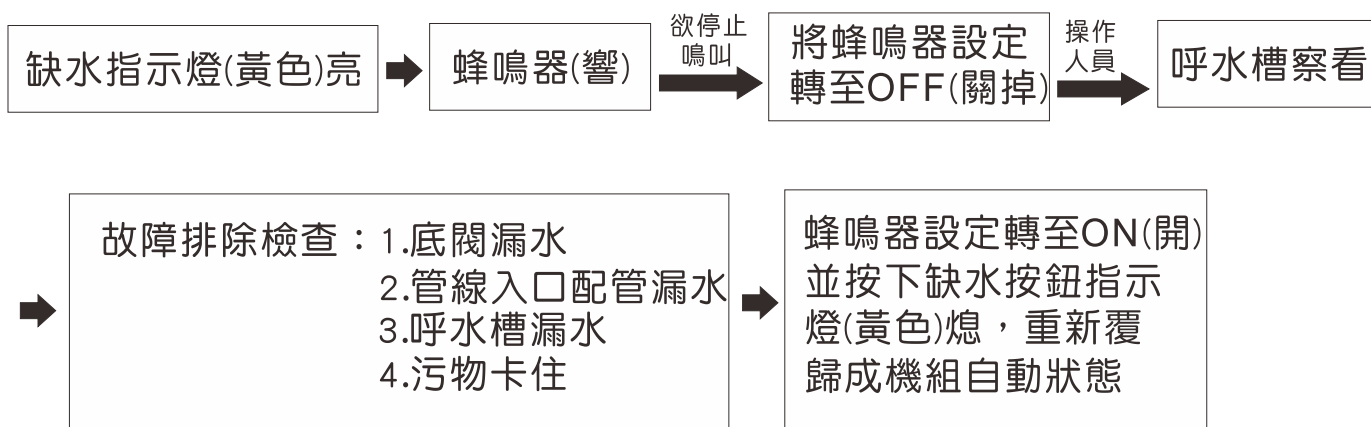 缺水指示燈(黃色)亮
蜂鳴器(響)
欲停止
鳴叫
將蜂鳴器設定
轉至OFF(關掉)
操作
人員
呼水槽察看
故障排除檢查：1.底閥漏水
2.管線入口配管漏水
3.呼水槽漏水
4.污物卡住
蜂鳴器設定轉至ON(開)
並按下缺水按鈕指示
燈(黃色)熄，重新覆
歸成機組自動狀態